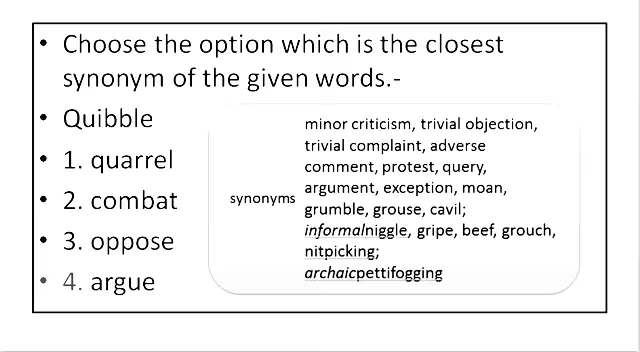 • Choose the option which is the closest
synonym of the given words.-
• Quibble
• 1. quarrel
• 2. combat
• 3. oppose
• 4. argue
synonyms
minor criticism, trivial objection,
trivial complaint, adverse
comment, protest, query,
argument, exception, moan,
grumble, grouse, cavil;
informalniggle, gripe, beef, grouch,
nitpicking;
archaicpettifogging